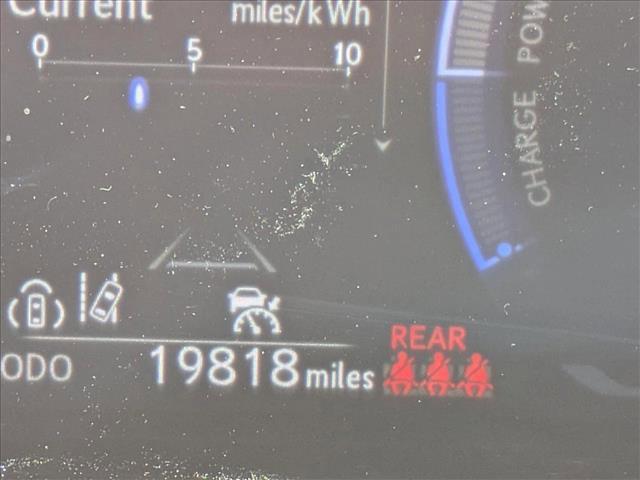 Current miles/kWh
0 5 10
POW
CHARGE
REAR
ODO 19818 miles